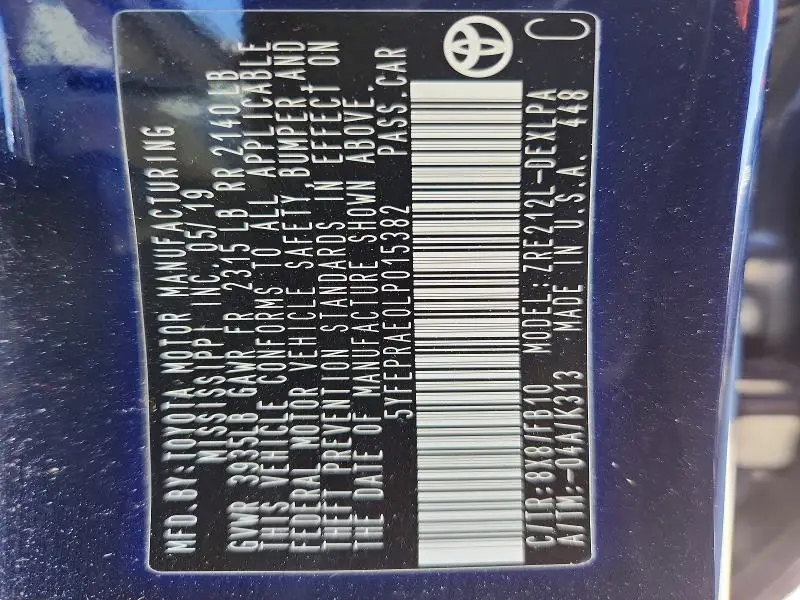 MFD.BY:TOYOTA MOTOR MANUFACTURING
MISSISSIPPI INC. 05/19
GVWR 3935LB GAWR FR 2315 LB RR 2140 LB
THIS VEHICLE CONFORMS TO ALL APPLICABLE
FEDERAL MOTOR VEHICLE SAFETY,BUMPER,AND
THEFT PREVENTION STANDARDS IN EFFECT ON
THE DATE OF MANUFACTURE SHOWN ABOVE.
5YFEPRAE0LP015382 PASS.CAR
C/TR:8X8/FB10 MODEL:ZRE212L-DEXLPA
A/TM:-04A/K313 MADE IN U.S.A. 448
C